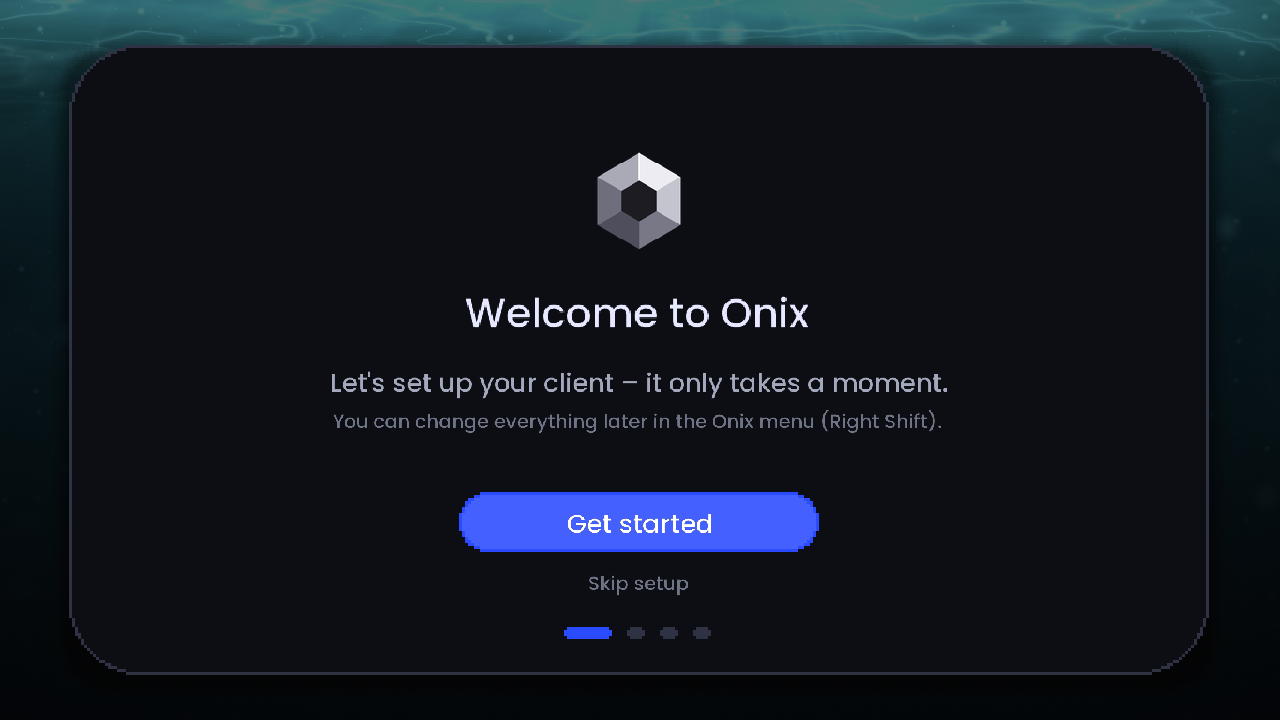 Welcome to Onix
Let's set up your client – it only takes a moment.
You can change everything later in the Onix menu (Right Shift).
Get started
Skip setup